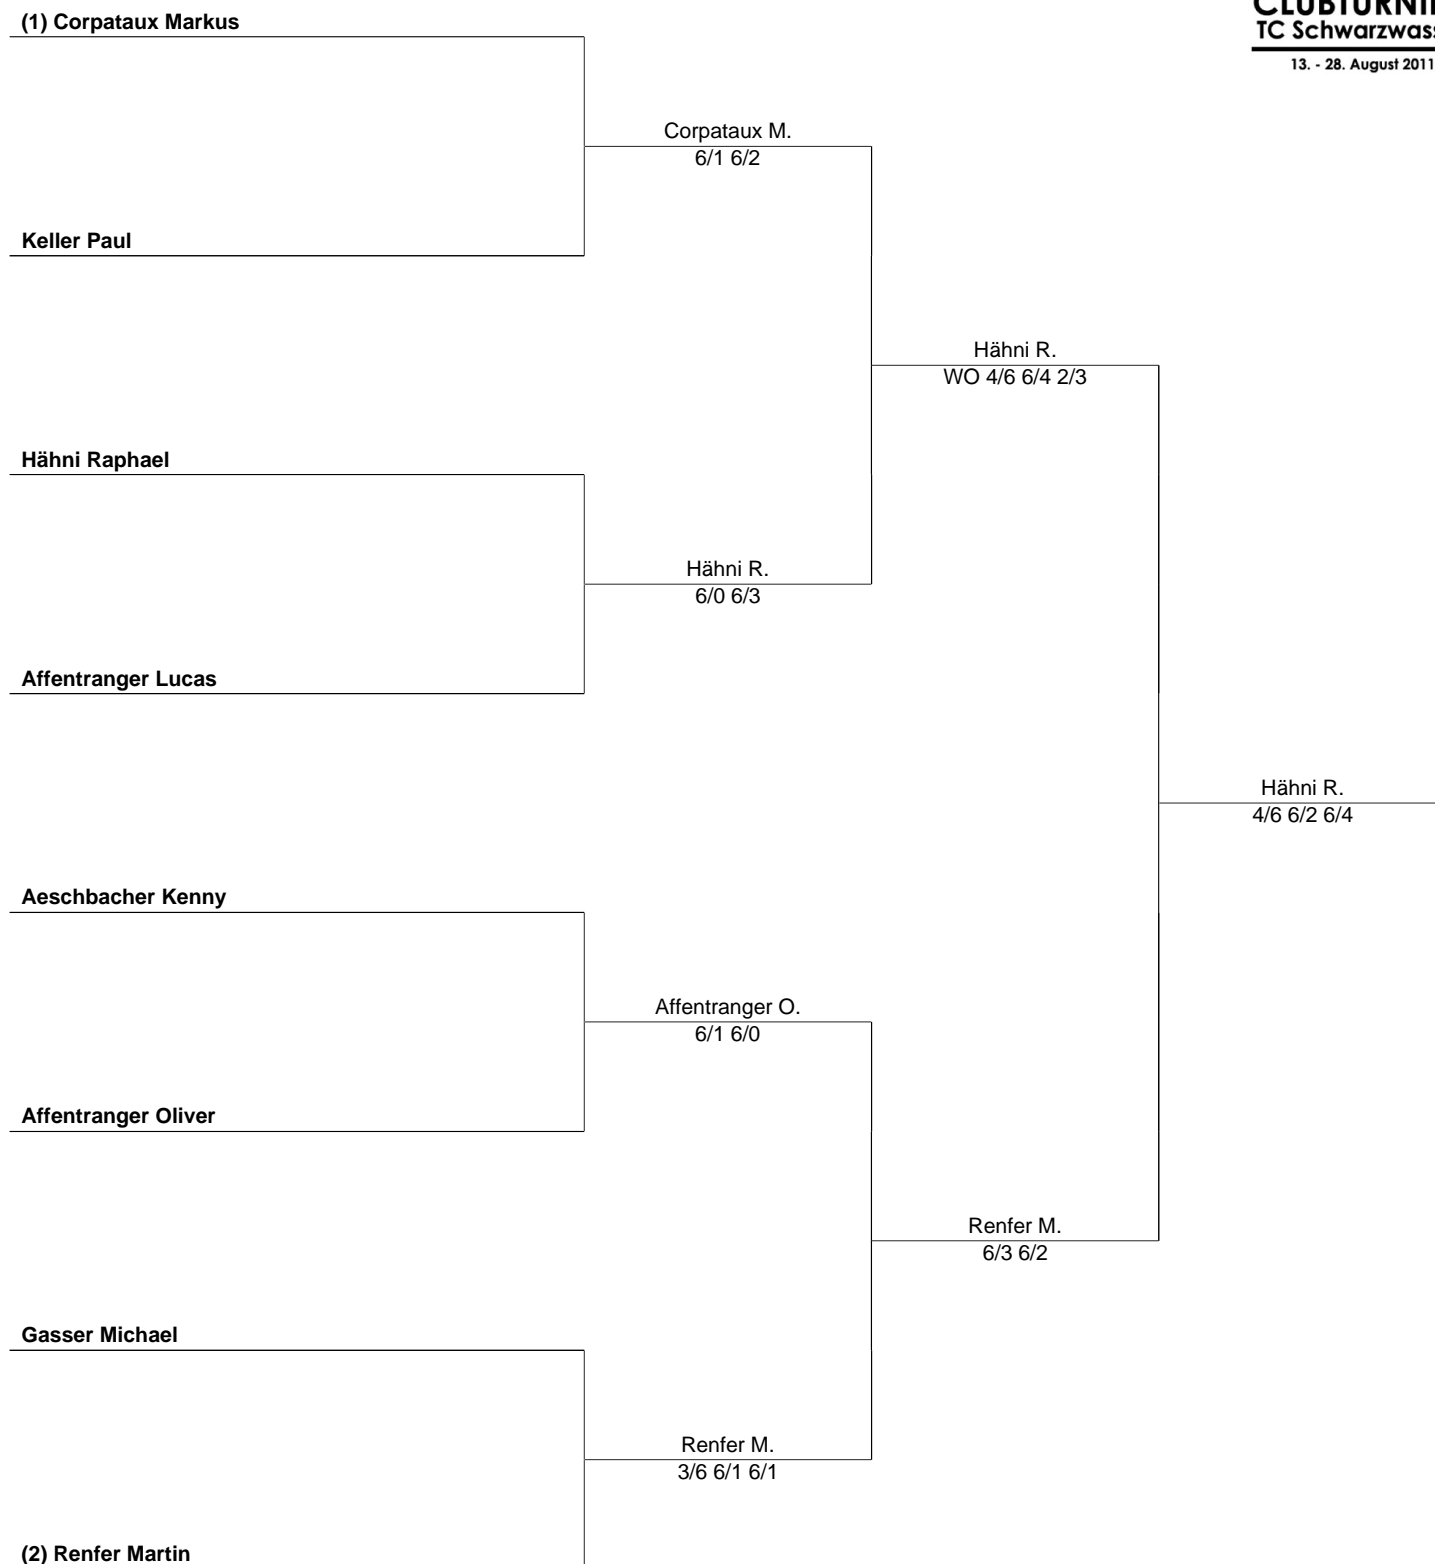 (1) Corpataux Markus
TC Schwarzwass
13. - 28. August 2011
Corpataux M.
6/1 6/2
Keller Paul
Hähni R.
WO 4/6 6/4 2/3
Hähni Raphael
Hähni R.
6/0 6/3
Affentranger Lucas
Hähni R.
4/6 6/2 6/4
Aeschbacher Kenny
Affentranger O.
6/1 6/0
Affentranger Oliver
Renfer M.
6/3 6/2
Gasser Michael
Renfer M.
3/6 6/1 6/1
(2) Renfer Martin